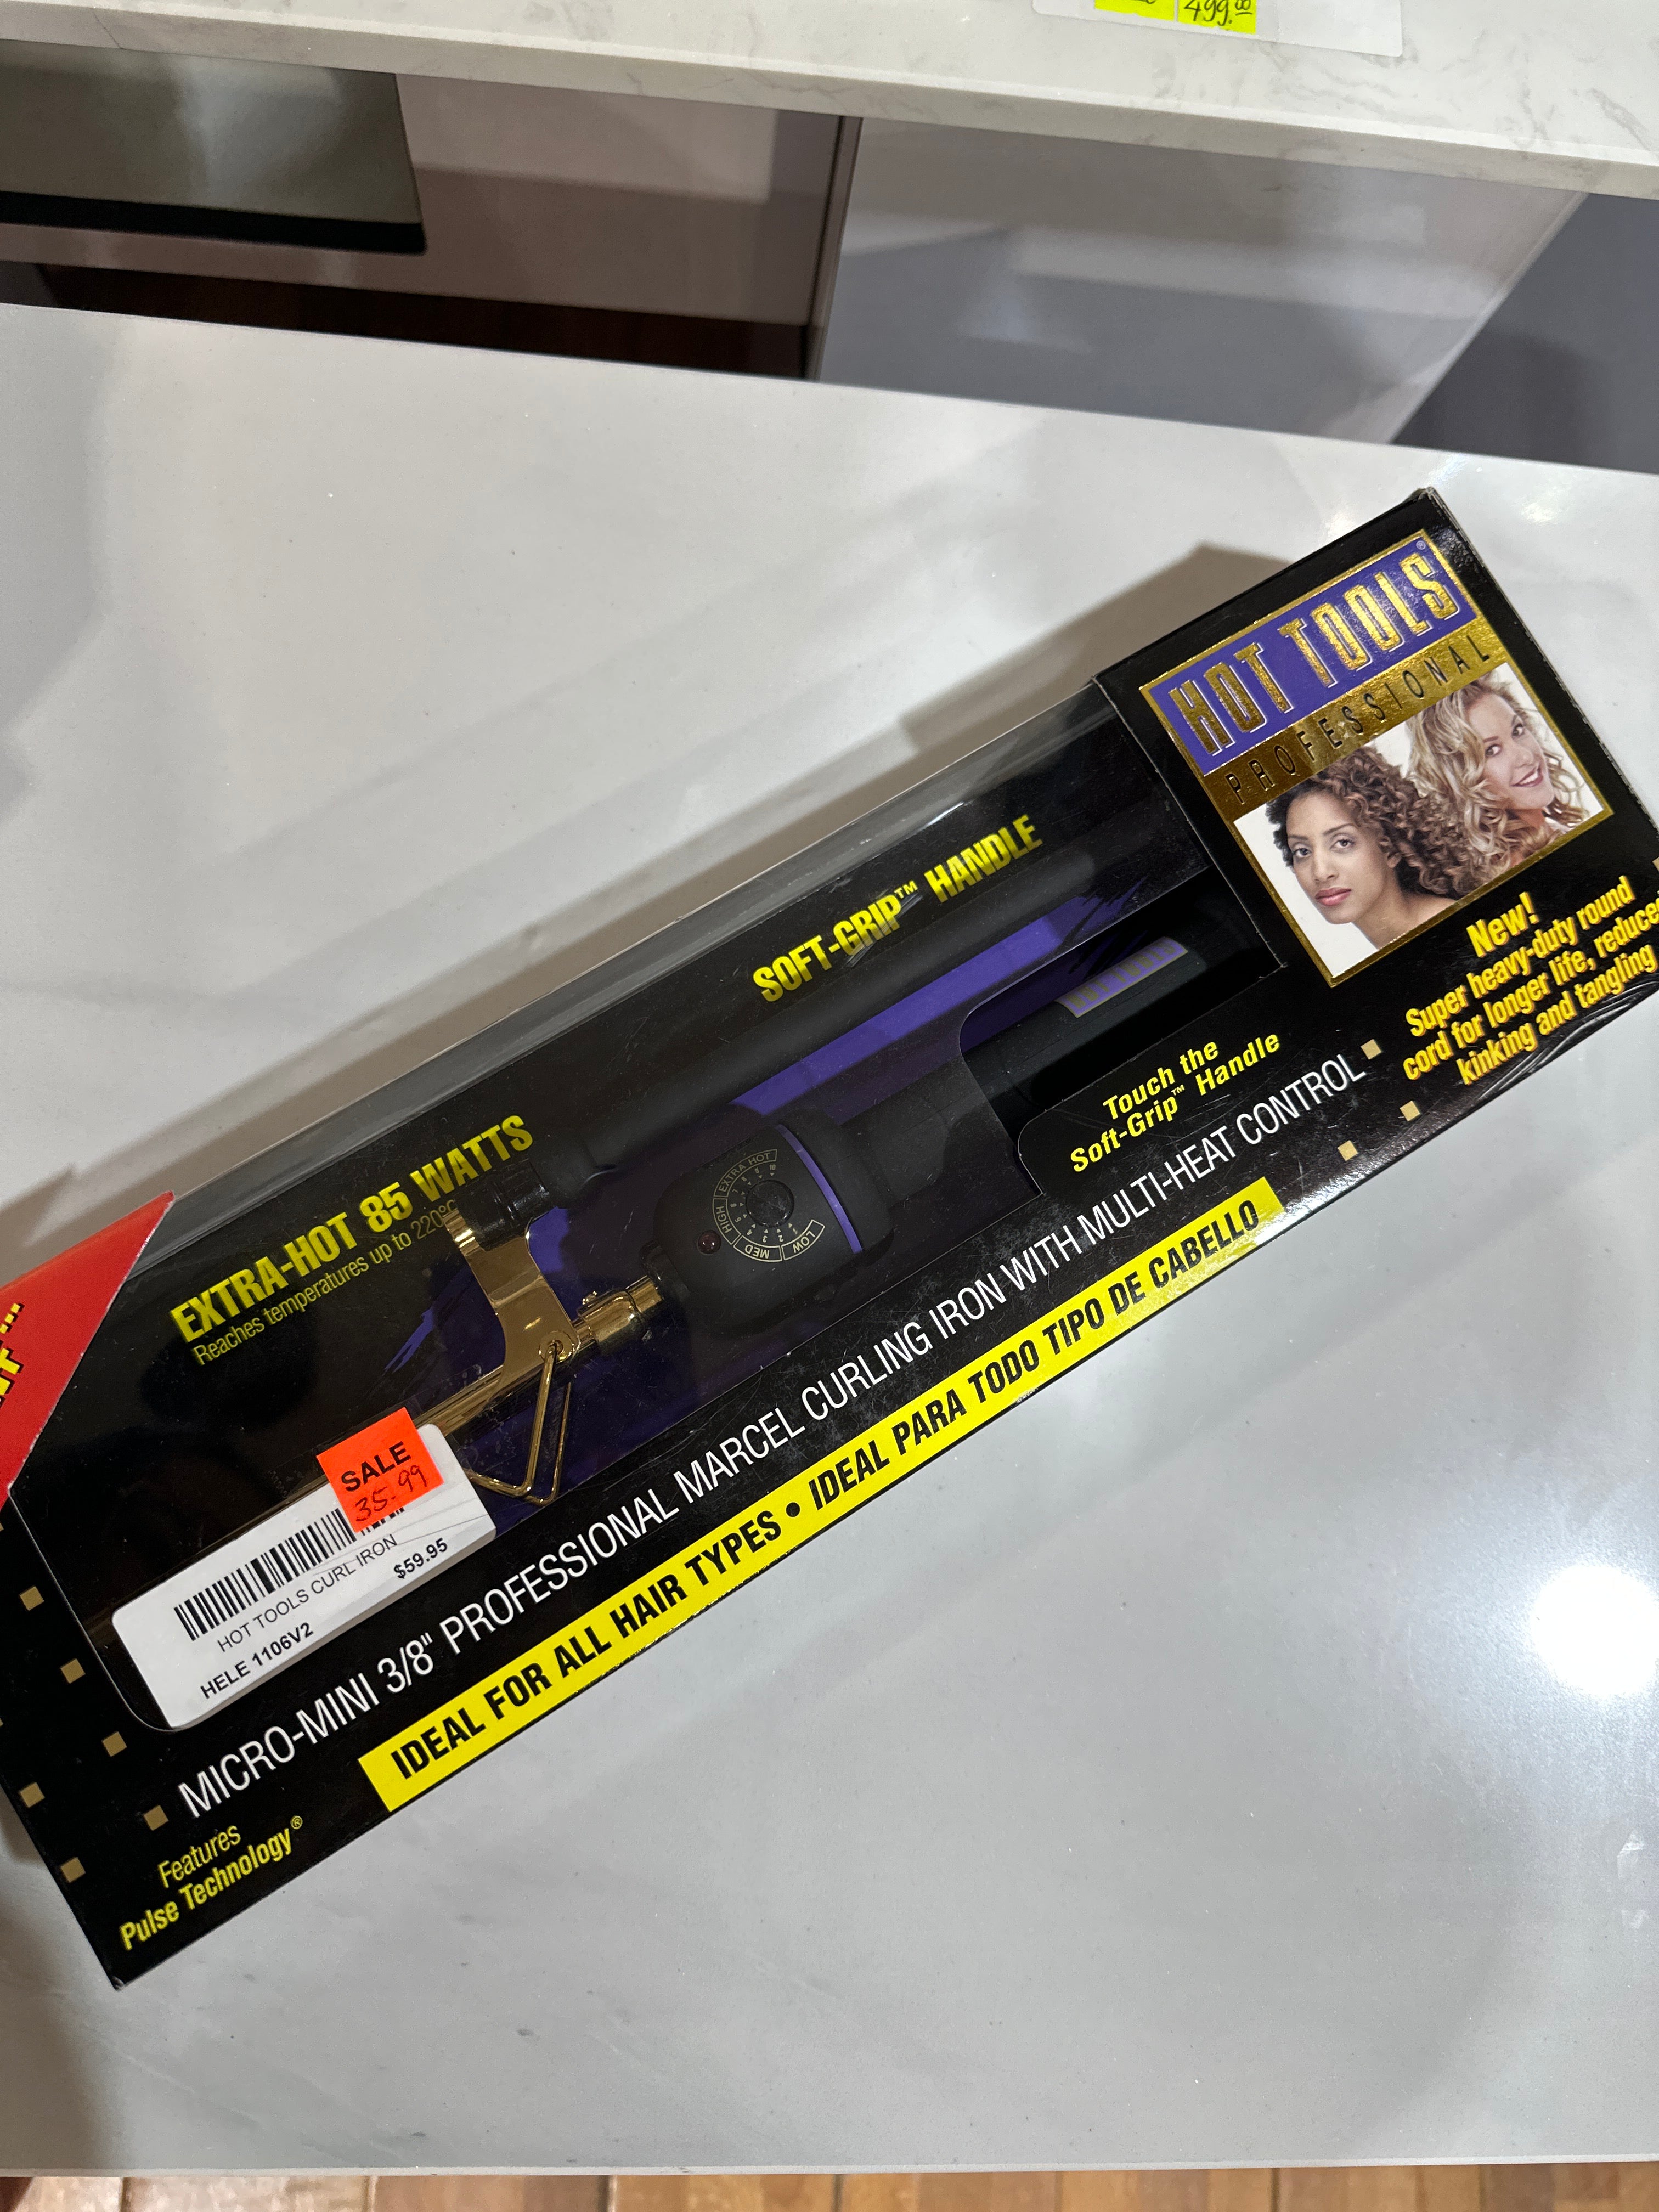 499.00
HOT TOOLS®
PROFESSIONAL
New!
Super heavy-duty round
cord for longer life, reduces
kinking and tangling
SOFT-GRIP™ HANDLE
Touch the
Soft-Grip™ Handle
EXTRA-HOT 85 WATTS
Reaches temperatures up to 220°C
EXTRA HOT
HIGH
MED
LOW
SALE
35.99
HOT TOOLS CURL IRON
$59.95
HELE 1106V2
MICRO-MINI 3/8" PROFESSIONAL MARCEL CURLING IRON WITH MULTI-HEAT CONTROL
IDEAL FOR ALL HAIR TYPES • IDEAL PARA TODO TIPO DE CABELLO
Features
Pulse Technology®